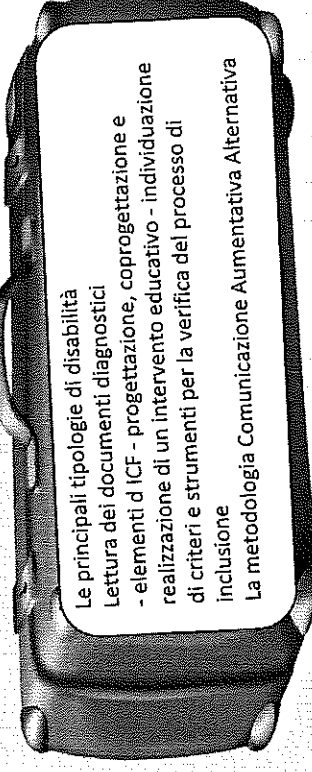 Le principali tipologie di disabilità
Lettura dei documenti diagnostici
- elementi d ICF - progettazione, coprogettazione e
realizzazione di un intervento educativo - individuazione
di criteri e strumenti per la verifica del processo di
inclusione
La metodologia Comunicazione Aumentativa Alternativa